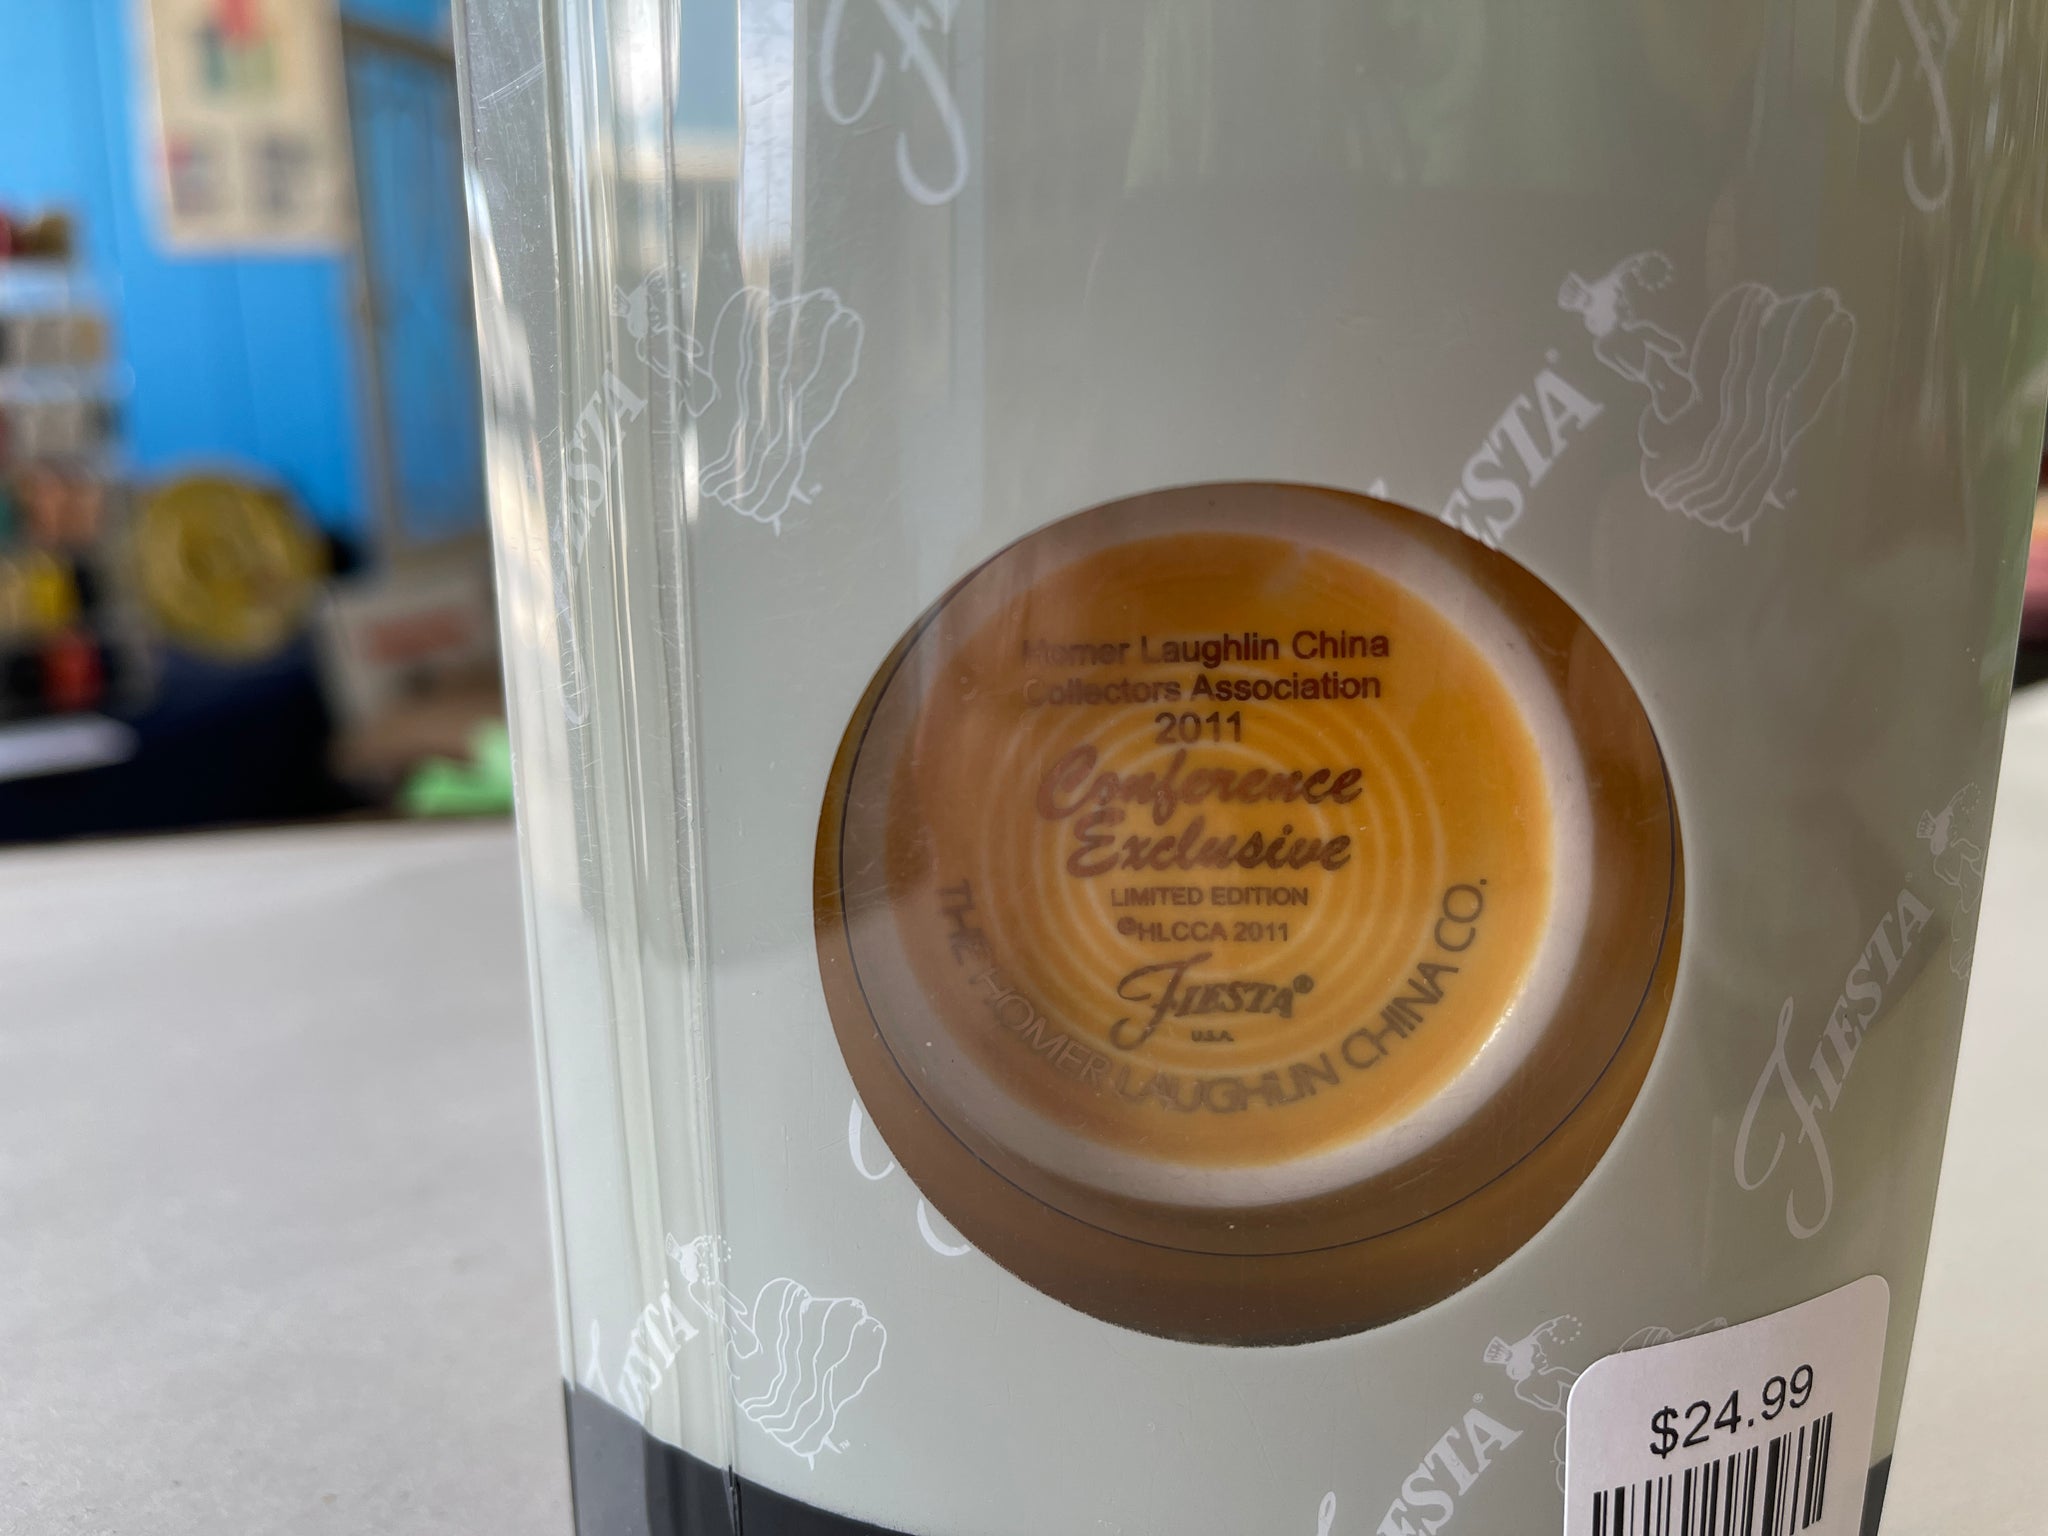 Homer Laughlin China
Collectors Association
2011
Conference
Exclusive
LIMITED EDITION
©HLCCA 2011
FIESTA®
U.S.A.
THE HOMER LAUGHLIN CHINA CO.
FIESTA
FIESTA®
FIESTA®
FIESTA
FIESTA®
$24.99